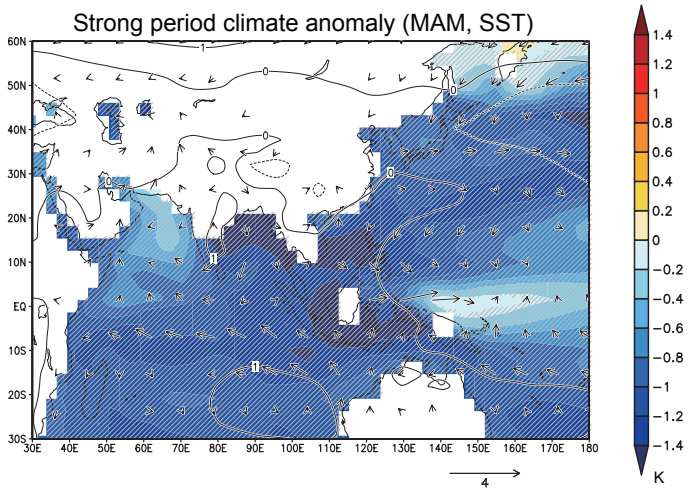 Strong period climate anomaly (MAM, SST)
60N
50N
40N
30N
20N
10N
EQ
10S
20S
30S
30E 40E 50E 60E 70E 80E 90E 100E 110E 120E 130E 140E 150E 160E 170E 180
1
0
0
0
0
0
1
1
1.4
1.2
1
0.8
0.6
0.4
0.2
0
−0.2
−0.4
−0.6
−0.8
−1
−1.2
−1.4
K
4